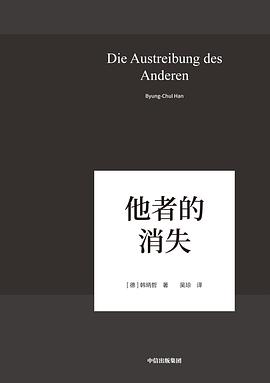 Die Austreibung des
Anderen
Byung-Chul Han
他者的
消失
[德]韩炳哲 著 吴琼 译
中信出版集团